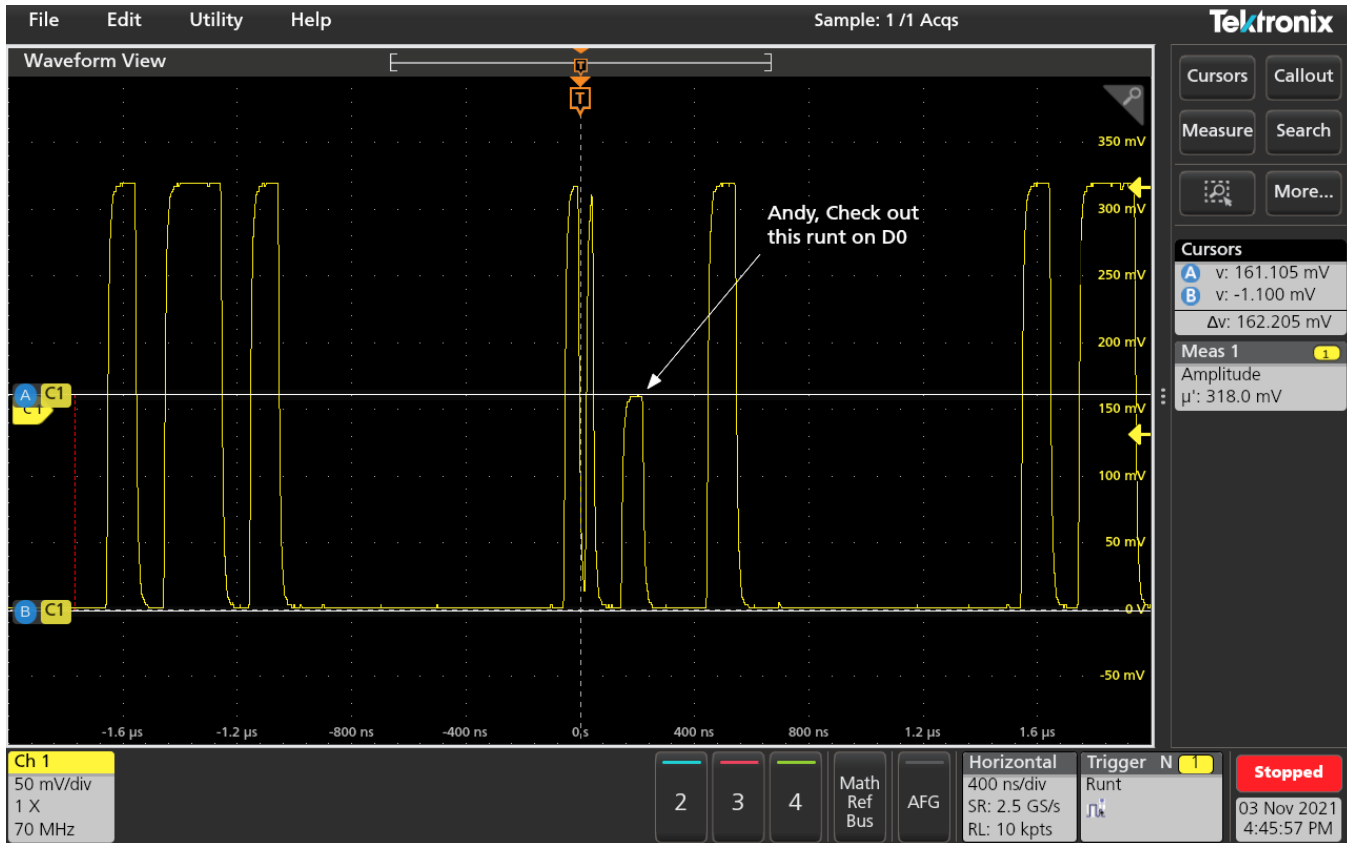 File Edit Utility Help Sample: 1 /1 Acqs Tektronix
Waveform View
T
T
Cursors Callout
Measure Search
More...
350 mV
300 mV
250 mV
200 mV
150 mV
100 mV
50 mV
0 V
-50 mV
Andy, Check out
this runt on D0
A C1
C1
B C1
-1.6 µs -1.2 µs -800 ns -400 ns 0 s 400 ns 800 ns 1.2 µs 1.6 µs
Cursors
A v: 161.105 mV
B v: -1.100 mV
Δv: 162.205 mV
Meas 1 1
Amplitude
µ': 318.0 mV
Ch 1
50 mV/div
1 X
70 MHz
2 3 4
Math
Ref
Bus
AFG
Horizontal
400 ns/div
SR: 2.5 GS/s
RL: 10 kpts
Trigger N 1
Runt
Stopped
03 Nov 2021
4:45:57 PM